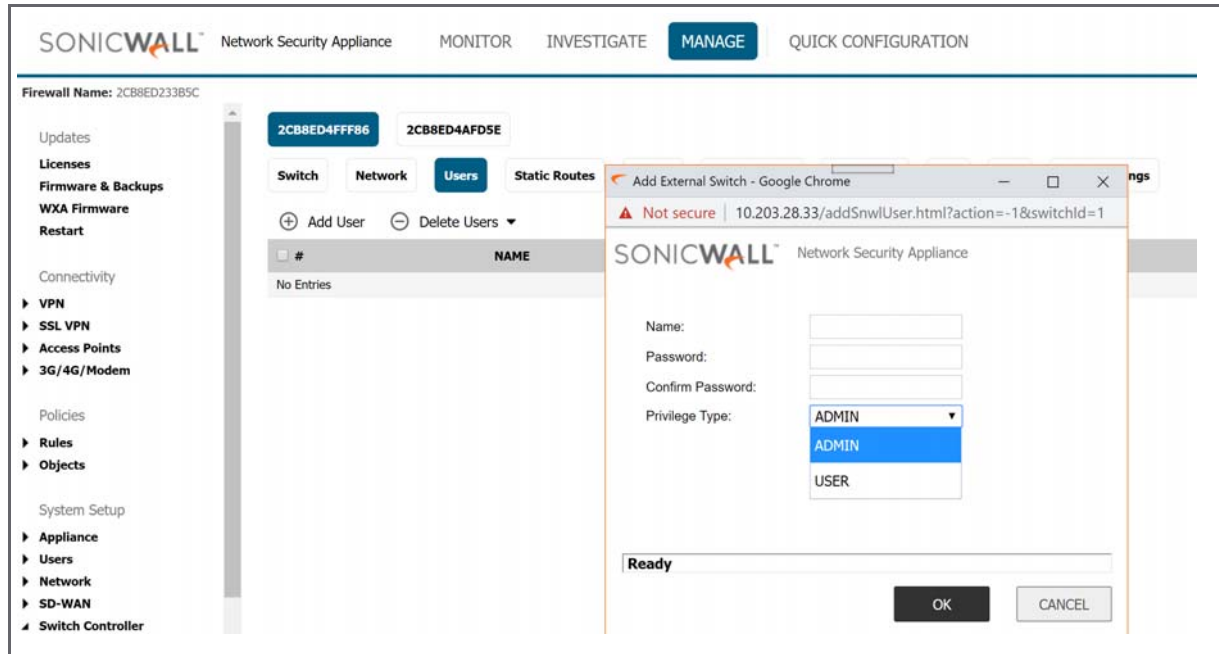 SONICWALL™ Network Security Appliance MONITOR INVESTIGATE MANAGE QUICK CONFIGURATION
Firewall Name: 2CB8ED233B5C
Updates
Licenses
Firmware & Backups
WXA Firmware
Restart
Connectivity
VPN
SSL VPN
Access Points
3G/4G/Modem
Policies
Rules
Objects
System Setup
Appliance
Users
Network
SD-WAN
Switch Controller
2CB8ED4FFF86 2CB8ED4AFD5E
Switch Network Users Static Routes ngs
Add User Delete Users
# NAME
No Entries
Add External Switch - Google Chrome
Not secure | 10.203.28.33/addSnwlUser.html?action=-1&switchId=1
SONICWALL™ Network Security Appliance
Name:
Password:
Confirm Password:
Privilege Type: ADMIN
ADMIN
USER
Ready
OK CANCEL